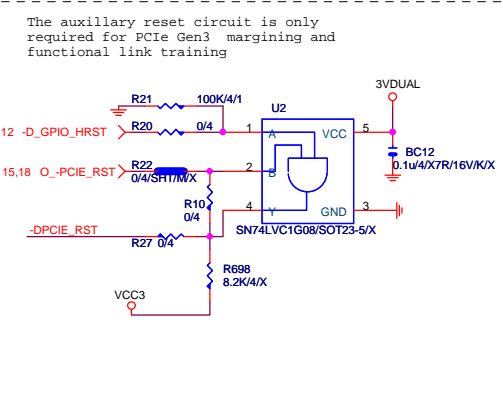 The auxillary reset circuit is only
required for PCIe Gen3 margining and
functional link training
3VDUAL
R21 100K/4/1
U2
12 -D_GPIO_HRST R20 0/4 1 A VCC 5
BC12
0.1u/4/X7R/16V/K/X
15,18 O_-PCIE_RST R22 2 B
0/4/SHT/M/X
R10
0/4
4 Y GND 3
-DPCIE_RST
SN74LVC1G08/SOT23-5/X
R27 0/4
R698
8.2K/4/X
VCC3